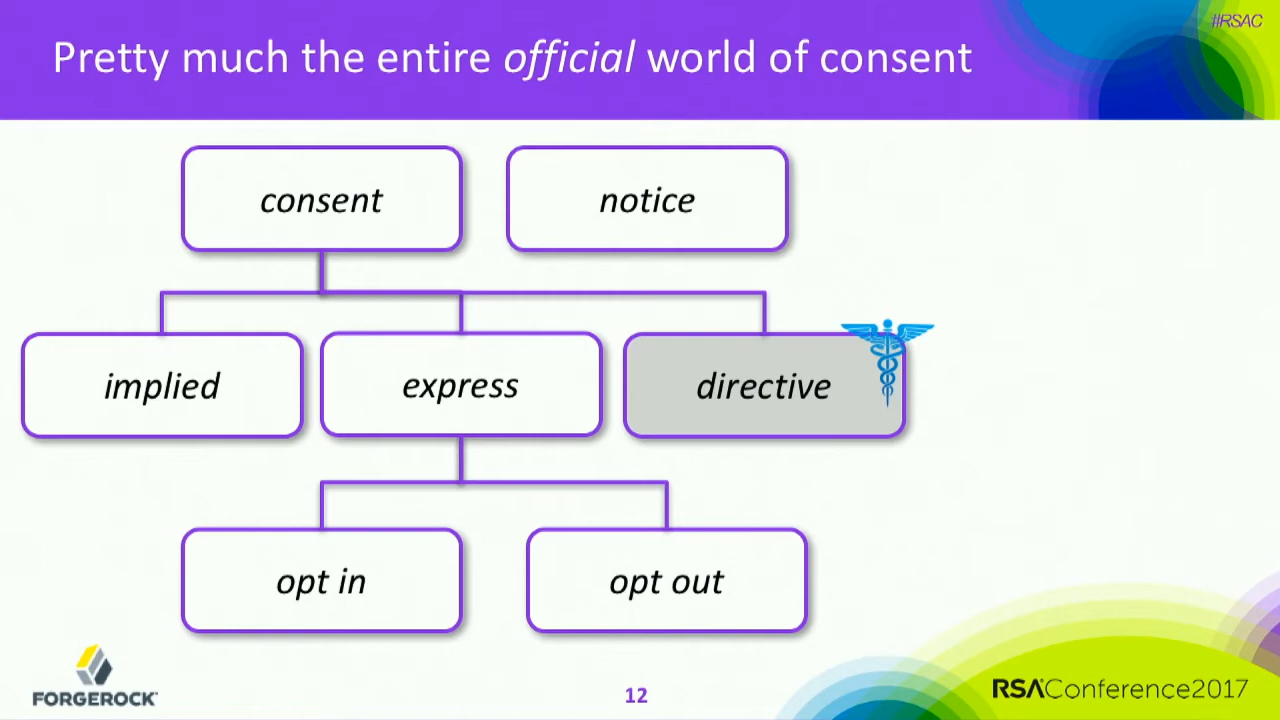 #RSAC
Pretty much the entire official world of consent
consent
notice
implied
express
directive
opt in
opt out
FORGEROCK
12
RSAConference2017